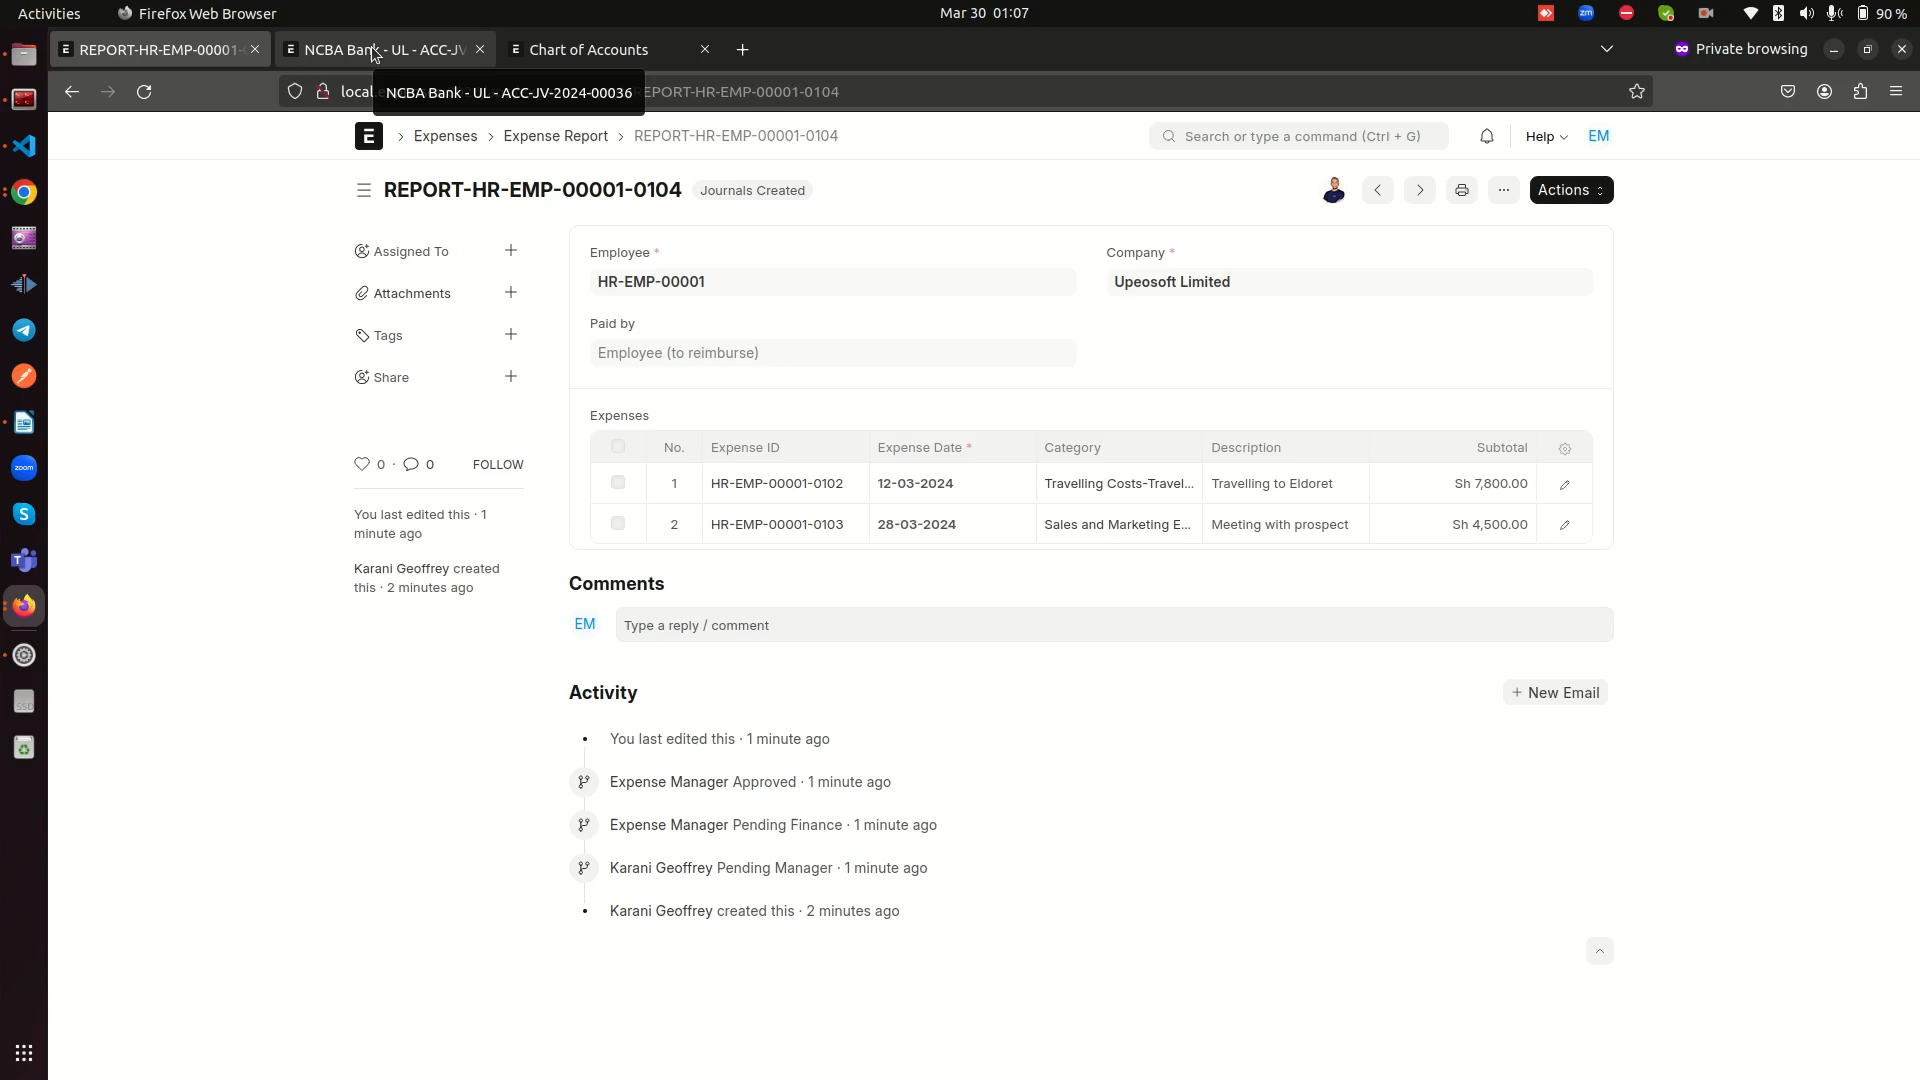 Activities
Firefox Web Browser
Mar 30 01:07
zm
90 %
REPORT-HR-EMP-00001-
NCBA Bank - UL - ACC-JV
Chart of Accounts
Private browsing
local
NCBA Bank - UL - ACC-JV-2024-00036
EPORT-HR-EMP-00001-0104
E
Expenses
Expense Report
REPORT-HR-EMP-00001-0104
Search or type a command (Ctrl + G)
Help
EM
REPORT-HR-EMP-00001-0104
Journals Created
Actions
Assigned To
Attachments
Tags
Share
0 · 0
FOLLOW
You last edited this · 1
minute ago
Karani Geoffrey created
this · 2 minutes ago
Employee *
HR-EMP-00001
Company *
Upeosoft Limited
Paid by
Employee (to reimburse)
Expenses
No. Expense ID Expense Date * Category Description Subtotal
1 HR-EMP-00001-0102 12-03-2024 Travelling Costs-Travel... Travelling to Eldoret Sh 7,800.00
2 HR-EMP-00001-0103 28-03-2024 Sales and Marketing E... Meeting with prospect Sh 4,500.00
Comments
EM
Type a reply / comment
Activity
New Email
You last edited this · 1 minute ago
Expense Manager Approved · 1 minute ago
Expense Manager Pending Finance · 1 minute ago
Karani Geoffrey Pending Manager · 1 minute ago
Karani Geoffrey created this · 2 minutes ago
zoom
SSD